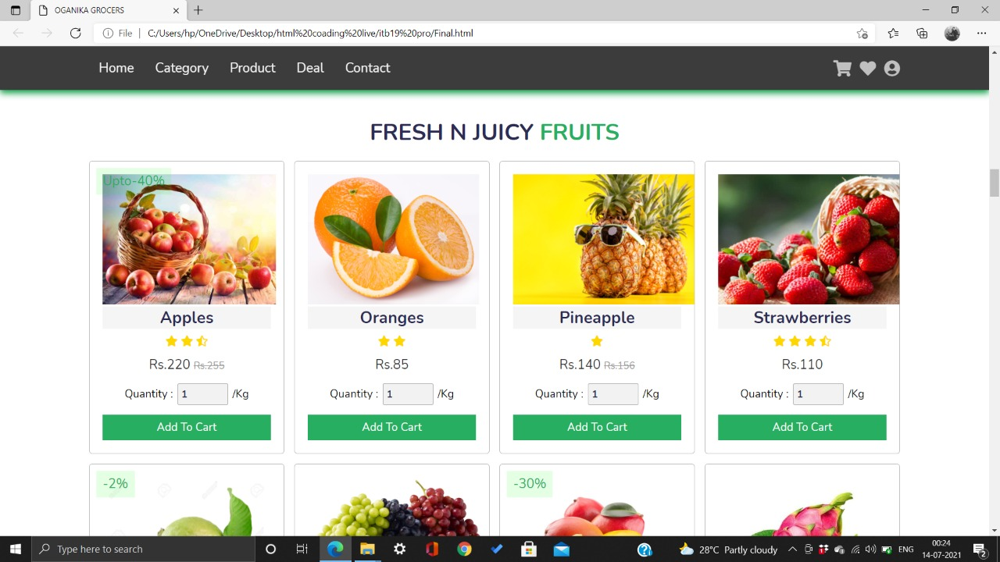 OGANIKA GROCERS
File | C:/Users/hp/OneDrive/Desktop/html%20coading%20live/itb19%20pro/Final.html
Home Category Product Deal Contact
FRESH N JUICY FRUITS
Upto-40%
Apples Oranges Pineapple Strawberries
Rs.220 Rs.255 Rs.85 Rs.140 Rs.156 Rs.110
Quantity : 1 /Kg Quantity : 1 /Kg Quantity : 1 /Kg Quantity : 1 /Kg
Add To Cart Add To Cart Add To Cart Add To Cart
-2% -30%
Type here to search
28°C Partly cloudy
ENG
00:24
14-07-2021
2